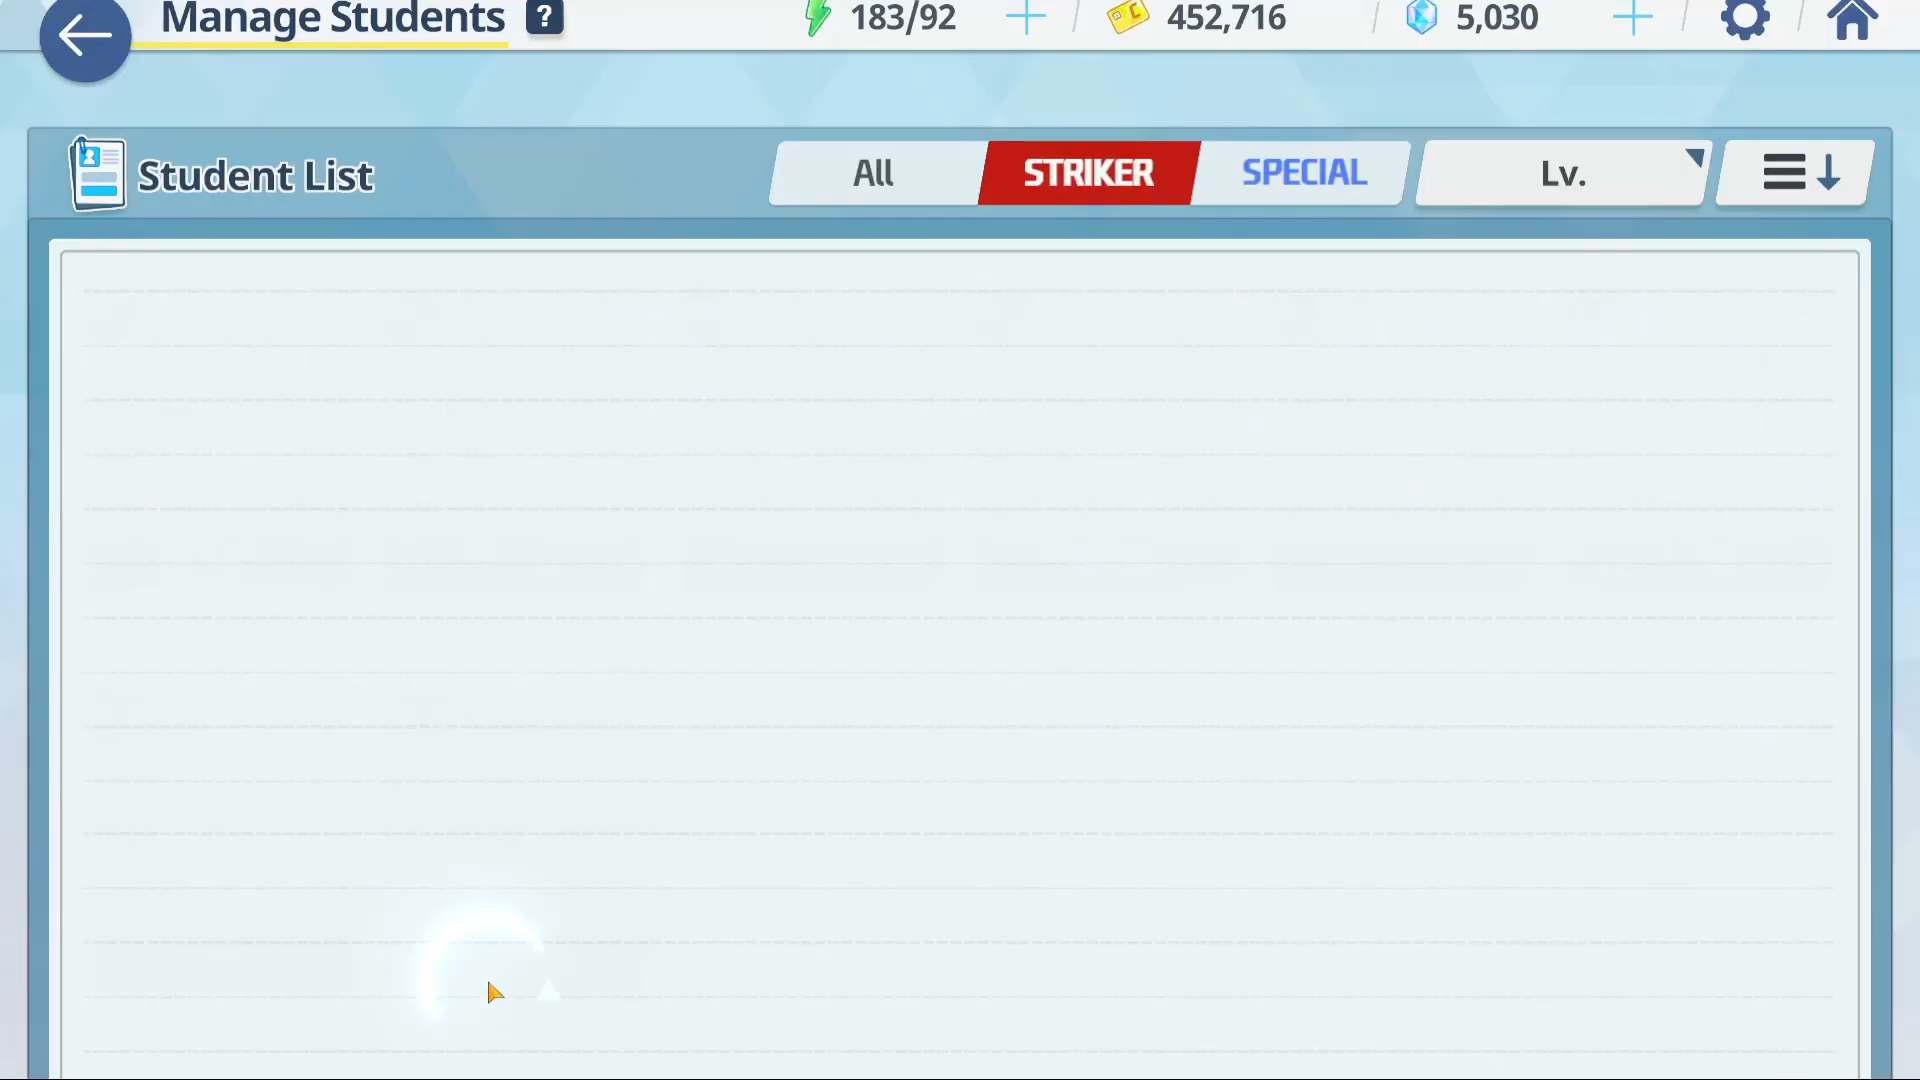 Manage Students ? 183/92 452,716 5,030
Student List All STRIKER SPECIAL Lv.